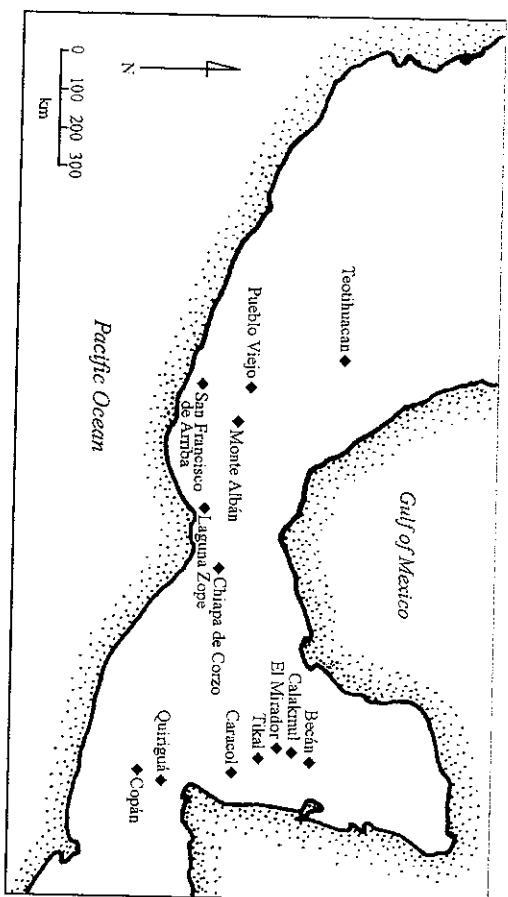 Gulf of Mexico
Teotihuacan
Becán
Calakmul
El Mirador
Tikal
Pueblo Viejo
Monte Albán
Caracol
Chiapa de Corzo
San Francisco
de Arriba
Laguna Zope
Quiriguá
Copán
Pacific Ocean
N
0 100 200 300
km